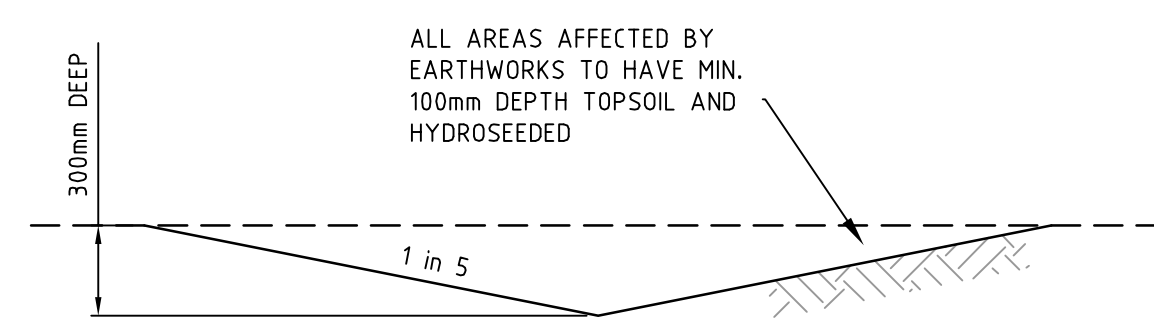 ALL AREAS AFFECTED BY
EARTHWORKS TO HAVE MIN.
100mm DEPTH TOPSOIL AND
HYDROSEEDED
300mm DEEP
1 in 5